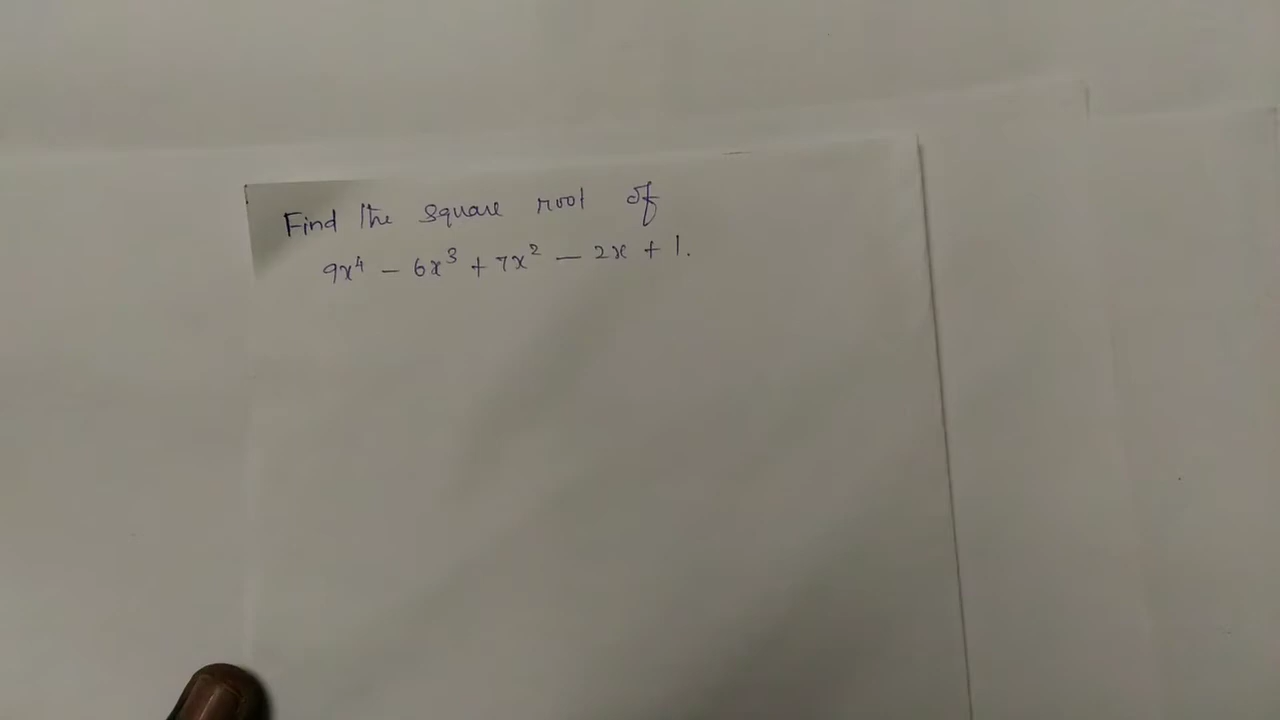 Find the square root of
9x⁴ - 6x³ + 7x² - 2x + 1.